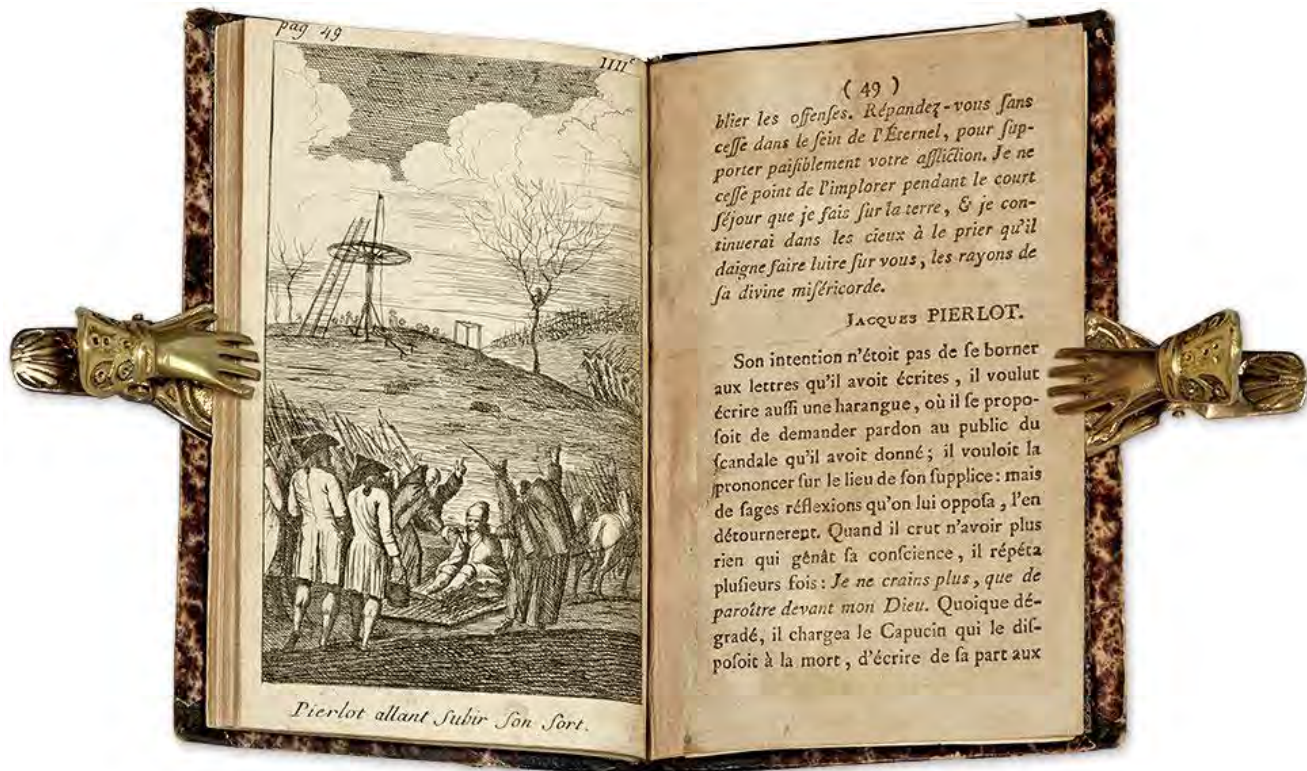 pag 49
IIIIe
Pierlot allant ſubir ſon ſort.
( 49 )
blier les offenſes. Répandez-vous ſans
ceſſe dans le ſein de l'Éternel, pour ſup-
porter paiſiblement votre affliction. Je ne
ceſſe point de l'implorer pendant le court
ſéjour que je fais ſur la terre, & je con-
tinuerai dans les cieux à le prier qu'il
daigne faire luire ſur vous, les rayons de
ſa divine miſéricorde.
JACQUES PIERLOT.
Son intention n'étoit pas de ſe borner
aux lettres qu'il avoit écrites, il voulut
écrire auſſi une harangue, où il ſe propo-
ſoit de demander pardon au public du
ſcandale qu'il avoit donné; il vouloit la
prononcer ſur le lieu de ſon ſupplice: mais
de ſages réflexions qu'on lui oppoſa, l'en
détournerent. Quand il crut n'avoir plus
rien qui gênât ſa conſcience, il répéta
pluſieurs fois: Je ne crains plus, que de
paroître devant mon Dieu. Quoique dé-
gradé, il chargea le Capucin qui le diſ-
poſoit à la mort, d'écrire de ſa part aux